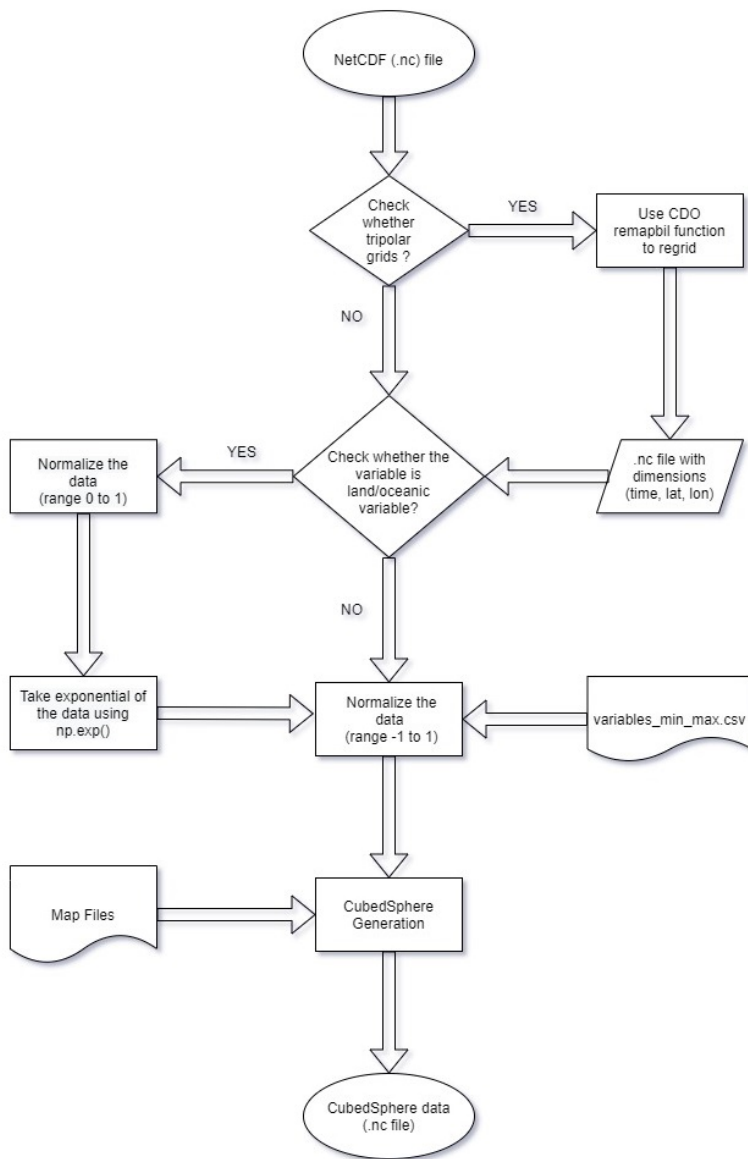 NetCDF (.nc) file
Check
whether
tripolar
grids ?
YES
Use CDO
remapbil function
to regrid
NO
Normalize the
data
(range 0 to 1)
YES
Check whether the
variable is
land/oceanic
variable?
.nc file with
dimensions
(time, lat, lon)
NO
Take exponential of
the data using
np.exp()
Normalize the
data
(range -1 to 1)
variables_min_max.csv
Map Files
CubedSphere
Generation
CubedSphere data
(.nc file)